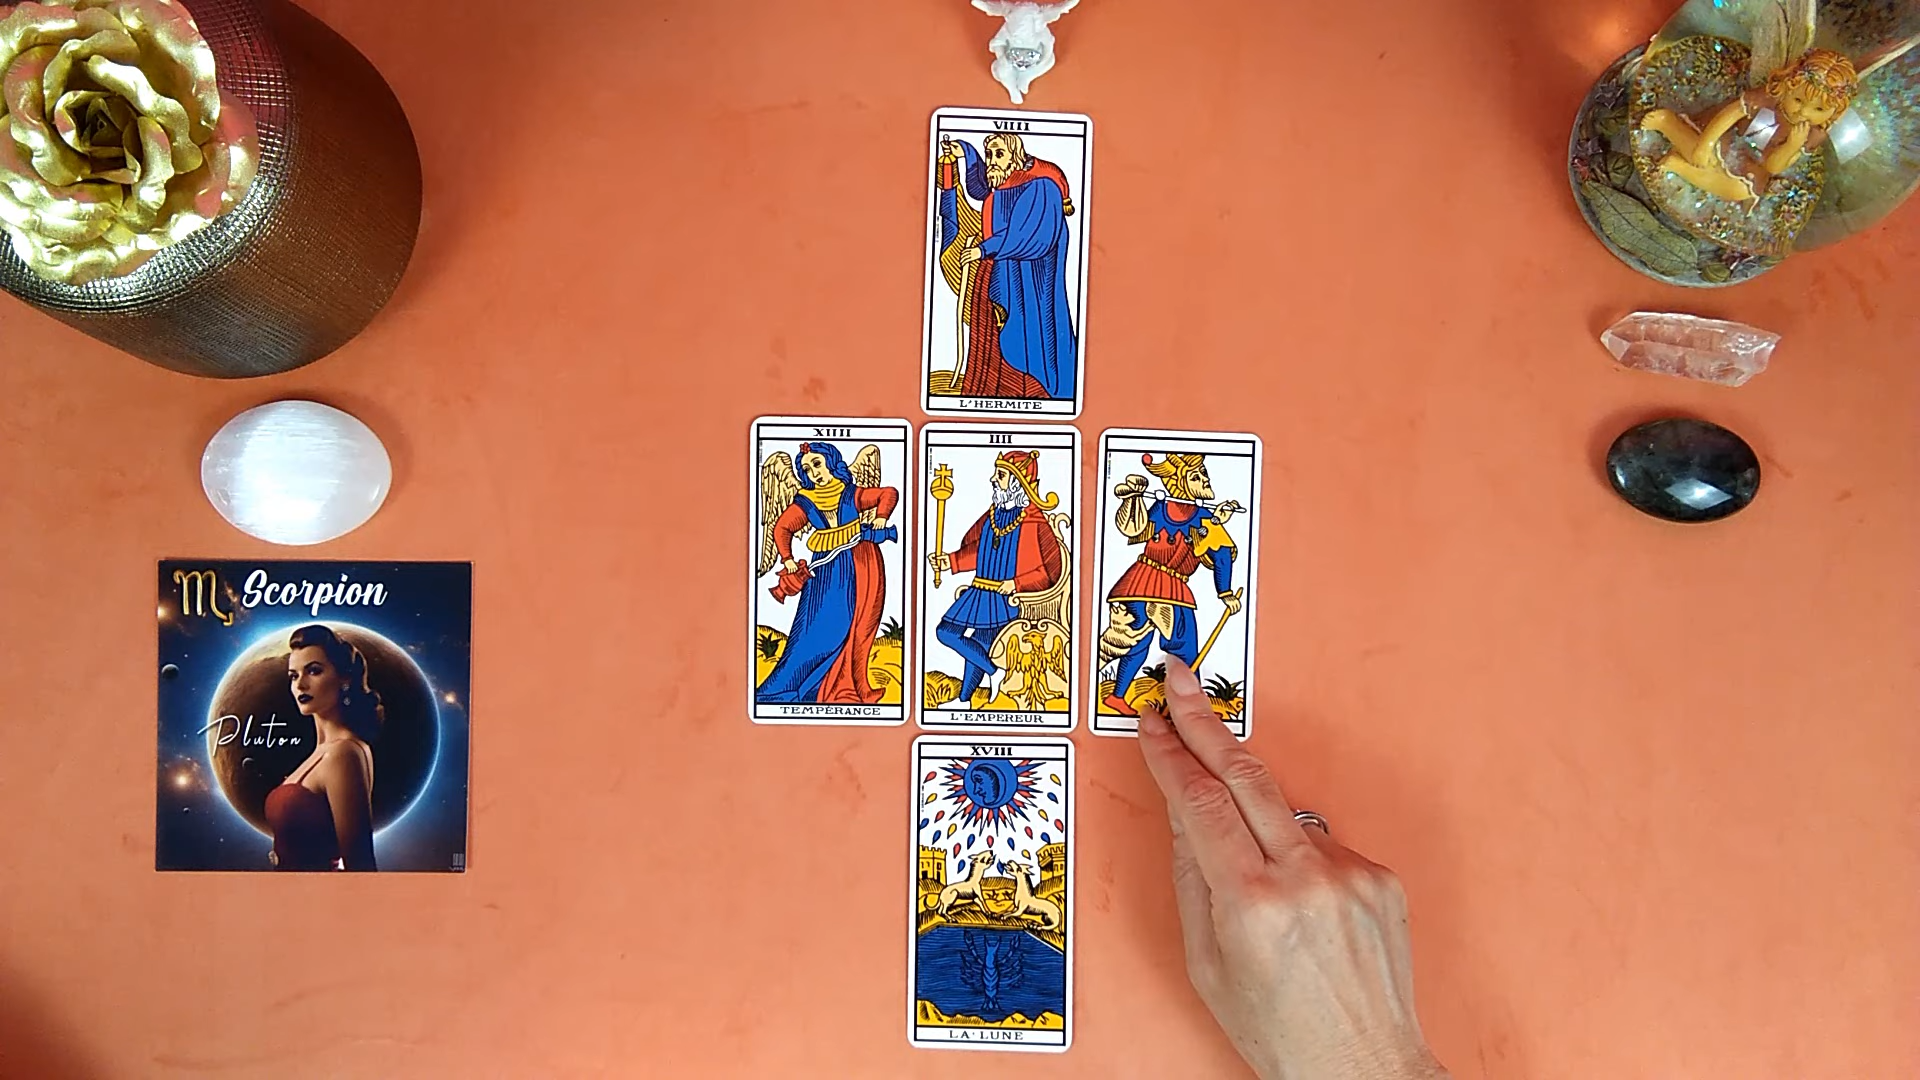 VIIII
L'HERMITE
XIIII
TEMPÉRANCE
IIII
L'EMPEREUR
XVIII
LA·LUNE
Scorpion
Pluton